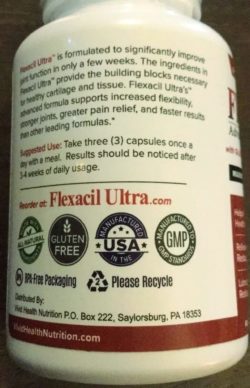 Flexacil Ultra™ is formulated to significantly improve
joint function in only a few weeks. The ingredients in
Flexacil Ultra™ provide the building blocks necessary
for healthy cartilage and tissue. Flexacil Ultra's™
advanced formula supports increased flexibility,
stronger joints, greater pain relief, and faster results
than other leading formulas.*
Suggested Use: Take three (3) capsules once a
day with a meal. Results should be noticed after
3-4 weeks of daily usage.
Reorder at: Flexacil Ultra.com
ALL NATURAL
GLUTEN
FREE
MANUFACTURED
USA
IN THE
MANUFACTURED TO
GMP
STANDARDS
BPA-Free Packaging
2
Please Recycle
Distributed By:
Vivid Health Nutrition P.O. Box 222, Saylorsburg, PA 18353
VividHealthNutrition.com